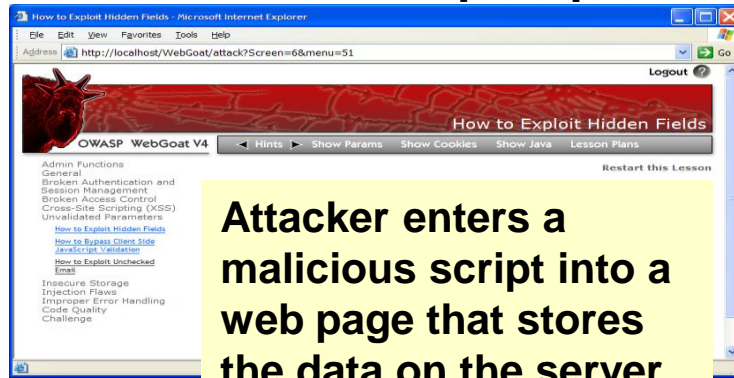 How to Exploit Hidden Fields - Microsoft Internet Explorer
File Edit View Favorites Tools Help
Address http://localhost/WebGoat/attack?Screen=6&menu=51 Go
Logout ?
How to Exploit Hidden Fields
OWASP WebGoat V4 Hints Show Params Show Cookies Show Java Lesson Plans
Restart this Lesson
Admin Functions
General
Broken Authentication and
Session Management
Broken Access Control
Cross-Site Scripting (XSS)
Unvalidated Parameters
How to Exploit Hidden Fields
How to Bypass Client Side
JavaScript Validation
How to Exploit Unchecked
Email
Insecure Storage
Injection Flaws
Improper Error Handling
Code Quality
Challenge
Attacker enters a
malicious script into a
web page that stores
the data on the server